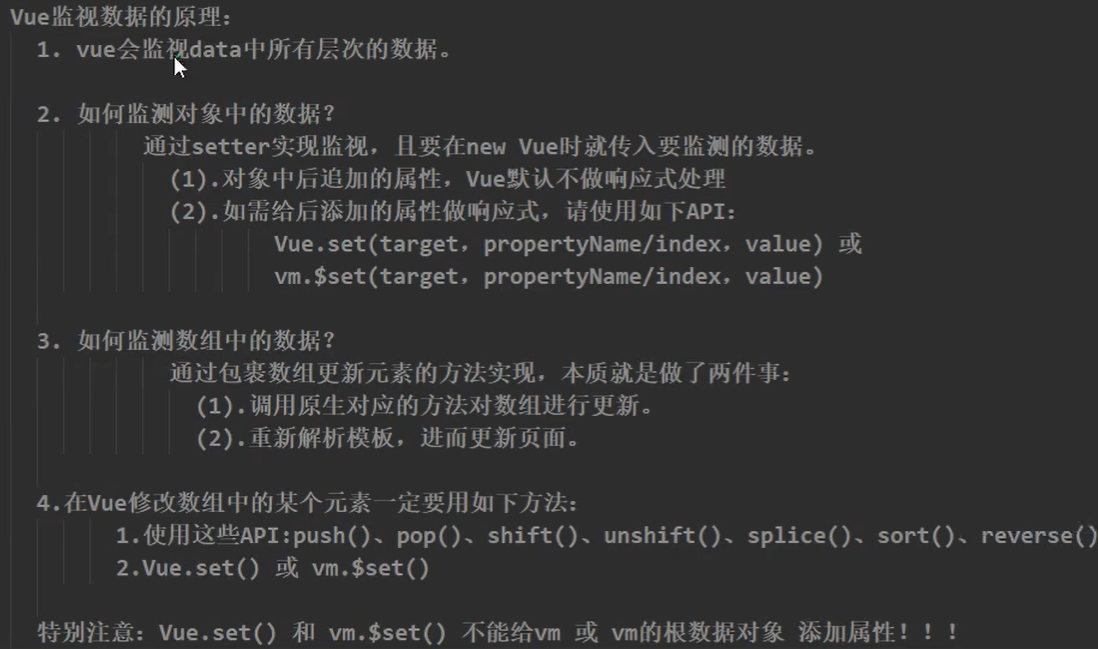 Vue监视数据的原理：
1. vue会监视data中所有层次的数据。
2. 如何监测对象中的数据？
通过setter实现监视，且要在new Vue时就传入要监测的数据。
(1).对象中后追加的属性，Vue默认不做响应式处理
(2).如需给后添加的属性做响应式，请使用如下API：
Vue.set(target，propertyName/index，value) 或
vm.$set(target，propertyName/index，value)
3. 如何监测数组中的数据？
通过包裹数组更新元素的方法实现，本质就是做了两件事：
(1).调用原生对应的方法对数组进行更新。
(2).重新解析模板，进而更新页面。
4.在Vue修改数组中的某个元素一定要用如下方法：
1.使用这些API:push()、pop()、shift()、unshift()、splice()、sort()、reverse()
2.Vue.set() 或 vm.$set()
特别注意：Vue.set() 和 vm.$set() 不能给vm 或 vm的根数据对象 添加属性！！！